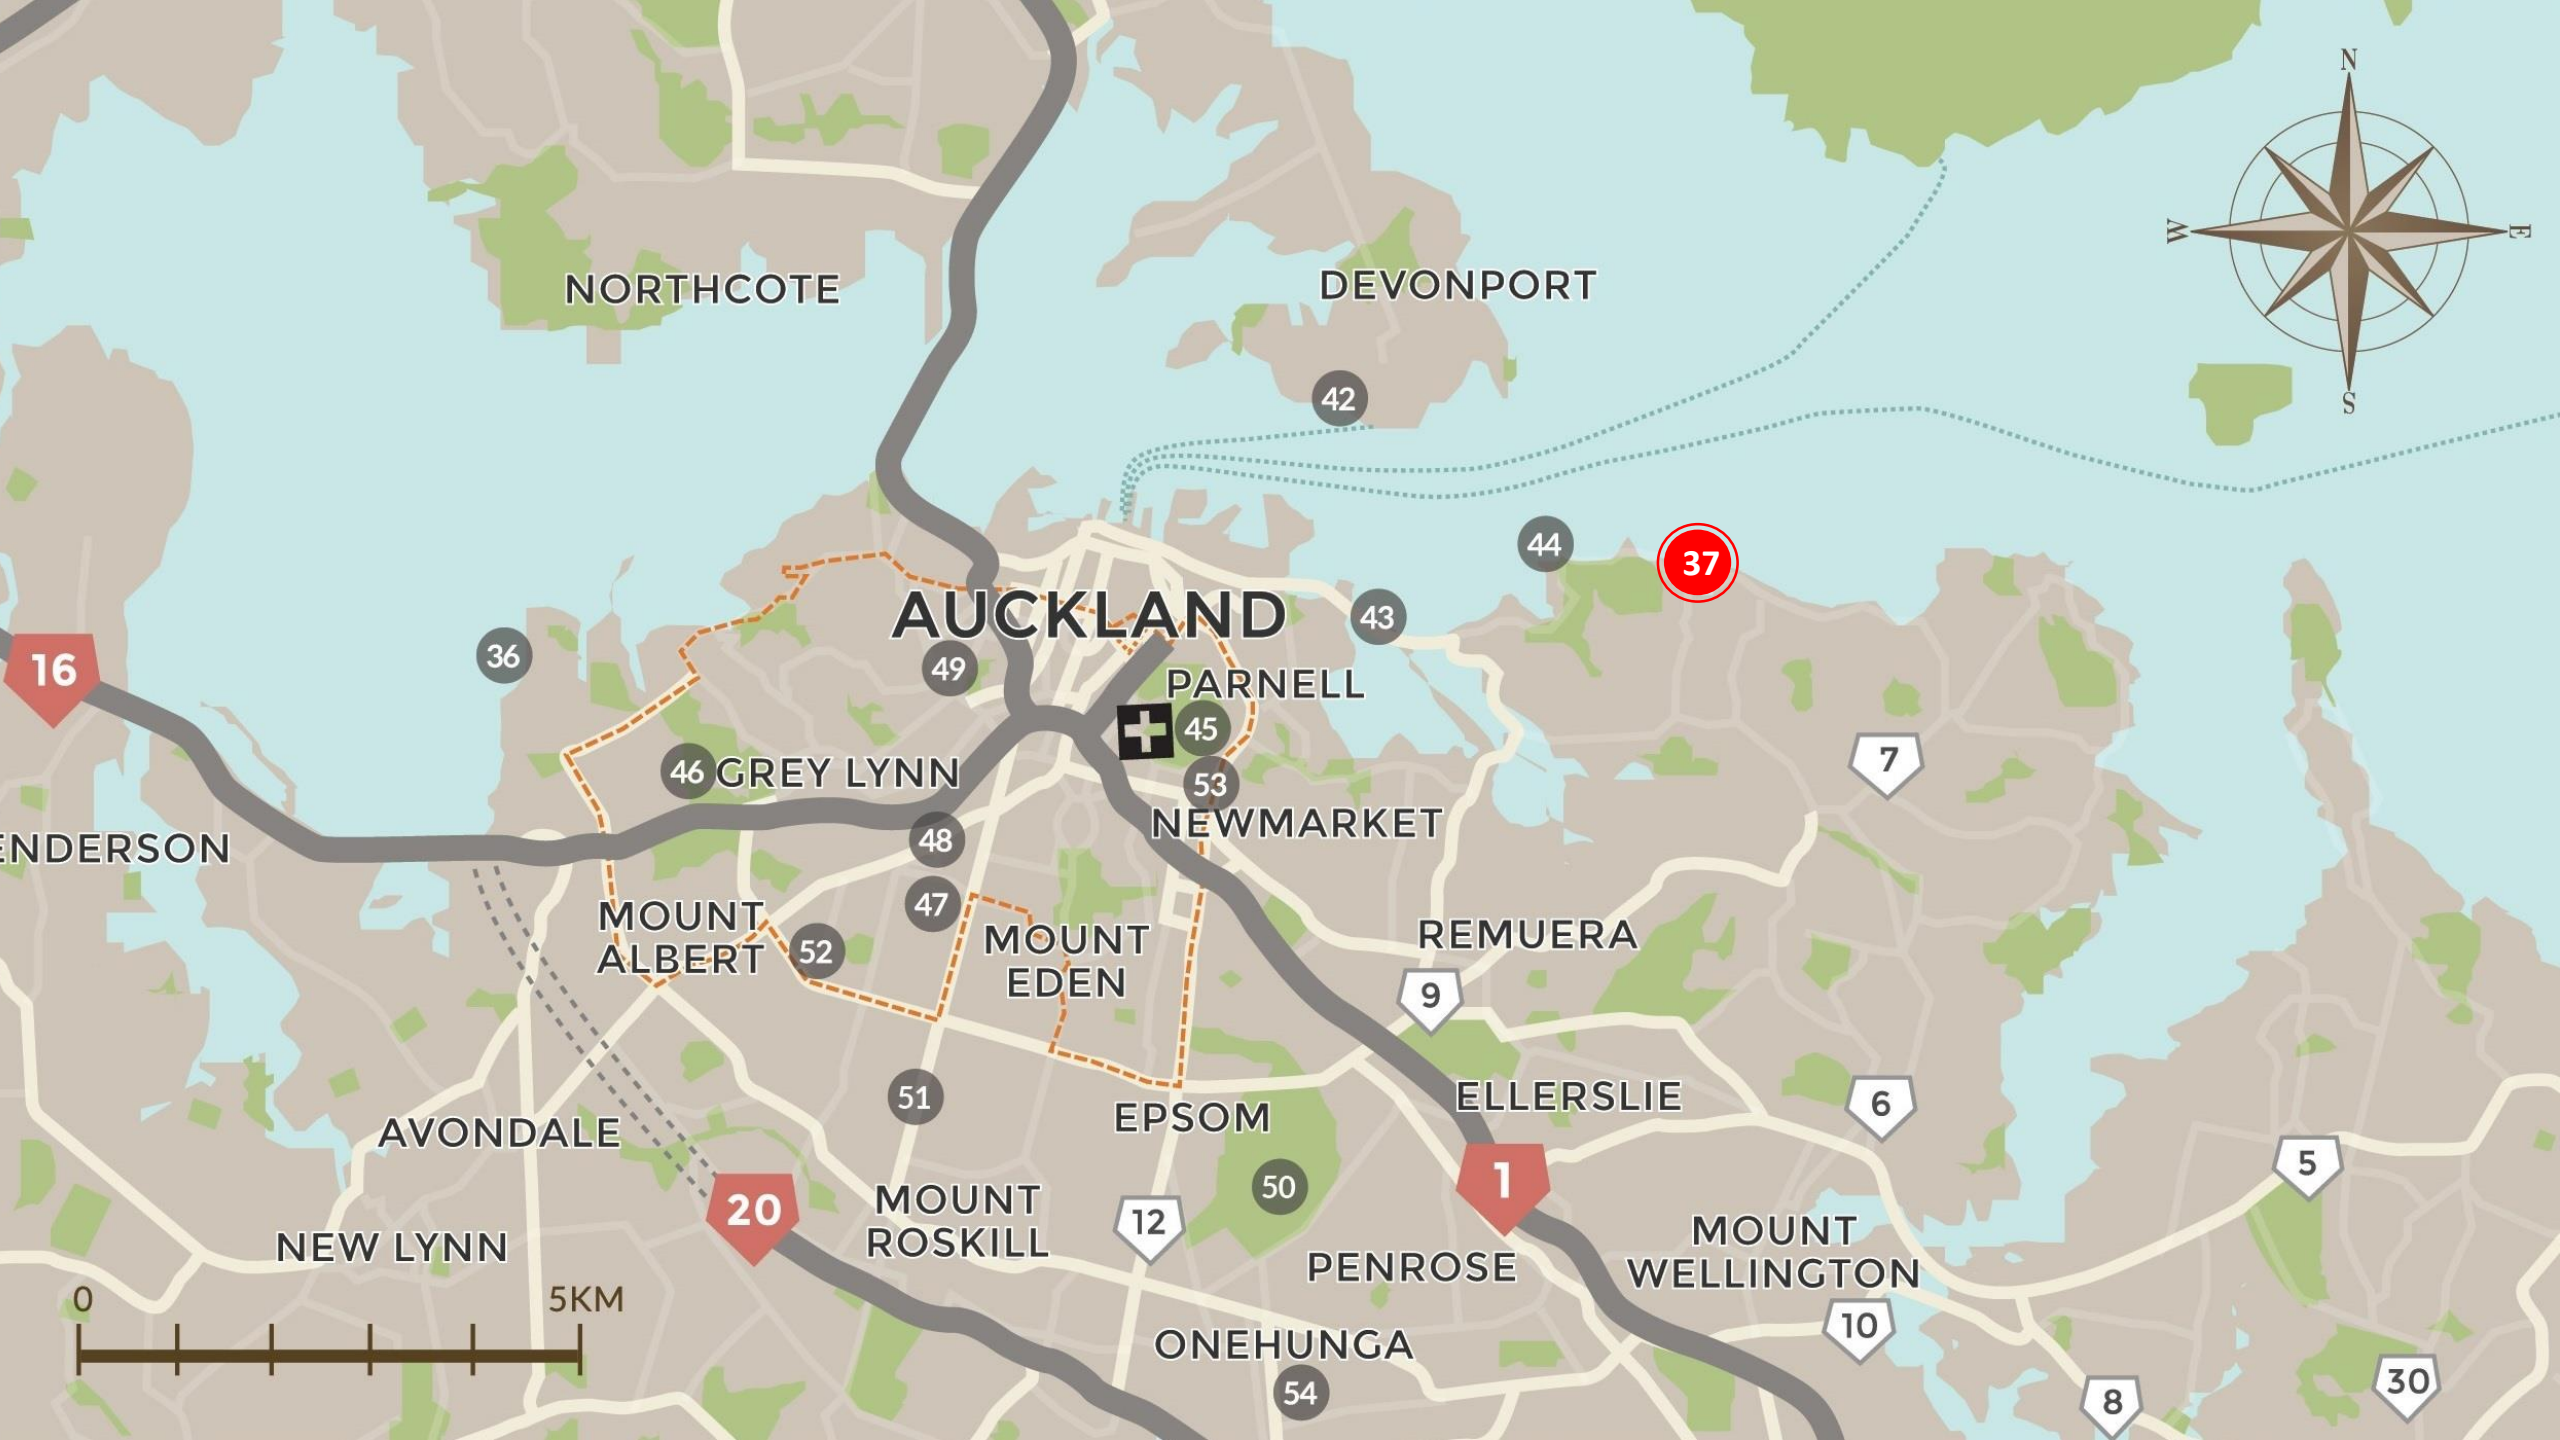 N
W
E
S
NORTHCOTE
DEVONPORT
42
44
37
AUCKLAND
43
36
16
49
PARNELL
45
46
GREY LYNN
7
53
NEWMARKET
48
ENDERSON
47
MOUNT
ALBERT
52
MOUNT
EDEN
REMUERA
9
51
EPSOM
ELLERSLIE
6
AVONDALE
50
1
5
20
MOUNT
ROSKILL
12
NEW LYNN
PENROSE
MOUNT
WELLINGTON
0 5KM
10
ONEHUNGA
54
8
30